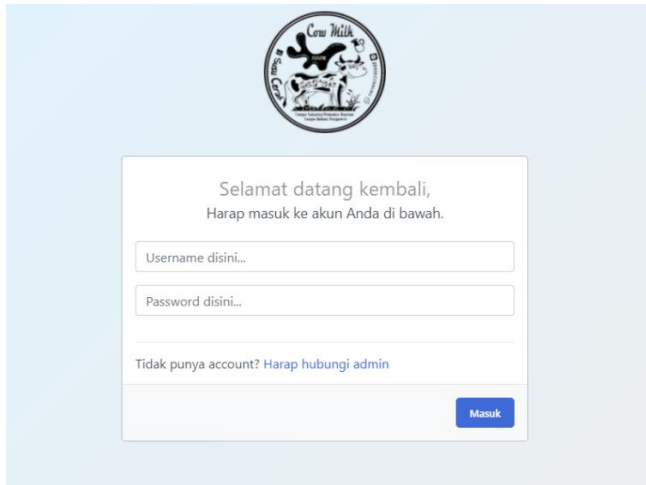 Cow Milk
100%
Selamat datang kembali,
Harap masuk ke akun Anda di bawah.
Username disini...
Password disini...
Tidak punya account? Harap hubungi admin
Masuk